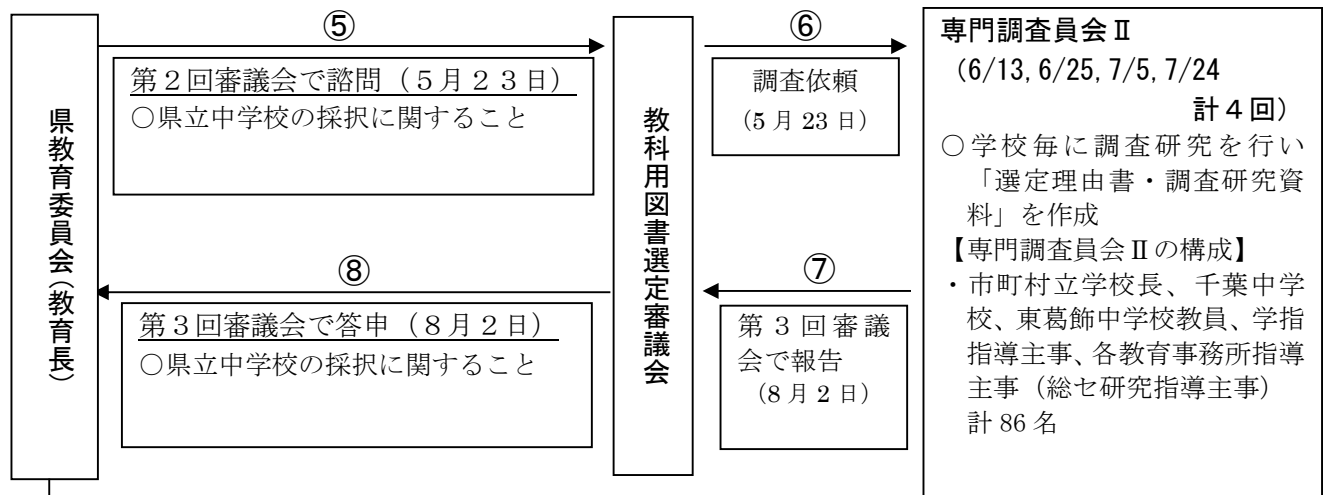 県教育委員会(教育長)
⑤
第2回審議会で諮問(5月23日)
○県立中学校の採択に関すること
⑧
第3回審議会で答申(8月2日)
○県立中学校の採択に関すること
教科用図書選定審議会
⑥
調査依頼
(5月23日)
⑦
第3回審議
会で報告
(8月2日)
専門調査員会Ⅱ
(6/13, 6/25, 7/5, 7/24
計4回)
○学校毎に調査研究を行い
「選定理由書・調査研究資
料」を作成
【専門調査員会Ⅱの構成】
・市町村立学校長、千葉中学
校、東葛飾中学校教員、学指
指導主事、各教育事務所指導
主事(総セ研究指導主事)
計86名